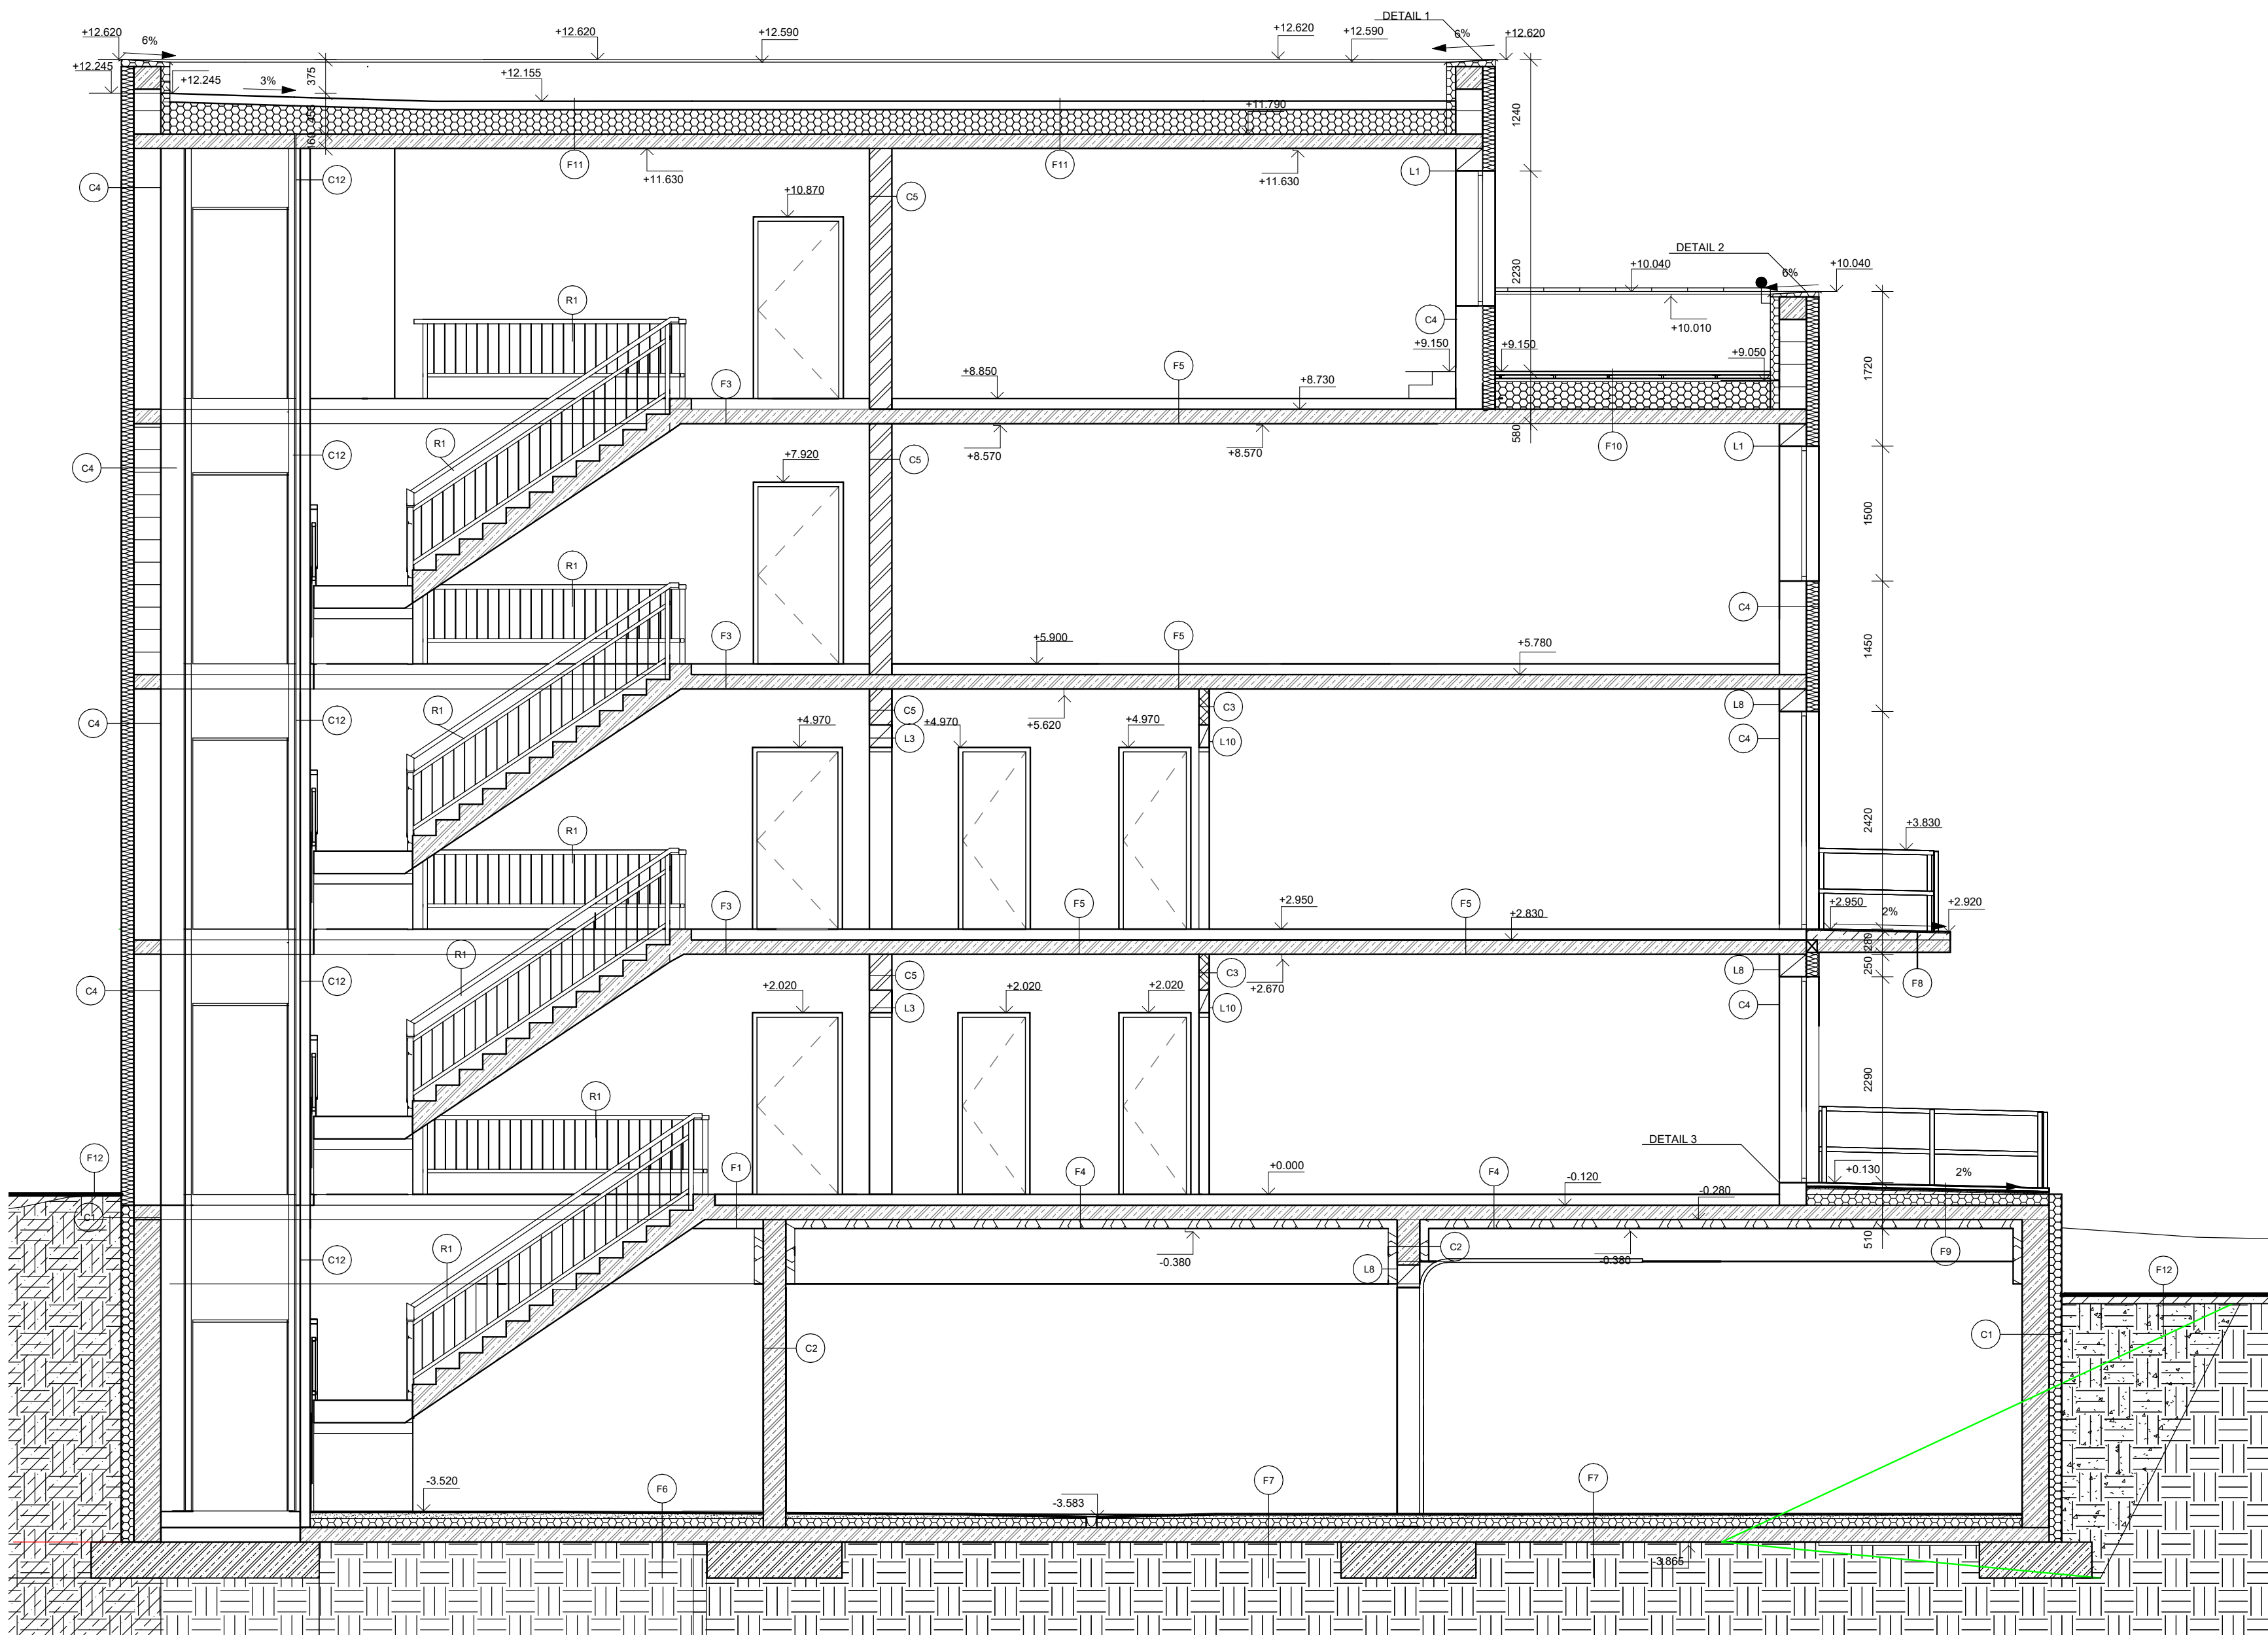 DETAIL 1
+12.620
6%
+12.620
+12.590
+12.620
+12.590
6%
+12.620
+12.245
+12.245
3%
375
+12.155
455
160
+11.790
1240
C4
C12
F11
+11.630
F11
+11.630
L1
+10.870
C5
DETAIL 2
2230
+10.040
6%
+10.040
R1
C4
+10.010
+9.150
+9.150
+9.050
1720
F3
+8.850
F5
+8.730
580
R1
+8.570
+8.570
F10
L1
C4
C12
+7.920
C5
1500
R1
C4
1450
F3
+5.900
F5
+5.780
R1
C5
C3
L8
C4
C12
+4.970
+4.970
+5.620
+4.970
L3
L10
C4
2420
R1
+3.830
F3
F5
+2.950
F5
+2.830
+2.950
2%
+2.920
280
R1
C5
C3
L8
250
F8
C4
C12
+2.020
+2.020
+2.020
+2.670
L3
L10
C4
2290
R1
DETAIL 3
F12
F1
F4
+0.000
F4
-0.120
+0.130
2%
-0.280
C1
R1
C12
-0.380
C2
-0.380
510
F9
L8
F12
C2
C1
-3.520
F6
-3.583
F7
F7
-3.865